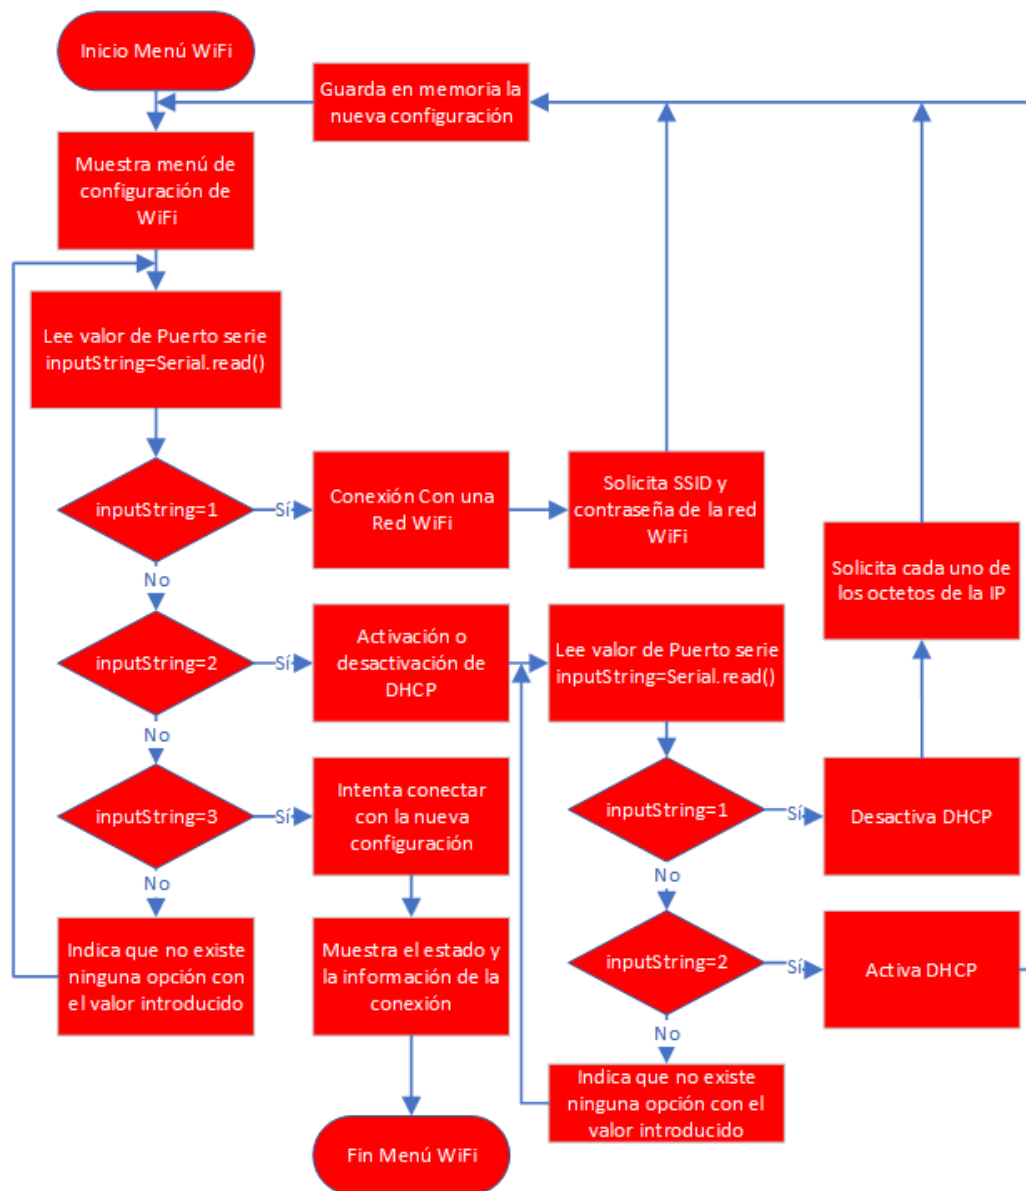 Inicio Menú WiFi
Guarda en memoria la
nueva configuración
Muestra menú de
configuración de
WiFi
Lee valor de Puerto serie
inputString=Serial.read()
inputString=1
Sí
Conexión Con una
Red WiFi
Solicita SSID y
contraseña de la red
WiFi
No
Solicita cada uno de
los octetos de la IP
inputString=2
Sí
Activación o
desactivación de
DHCP
Lee valor de Puerto serie
inputString=Serial.read()
No
inputString=3
Sí
Intenta conectar
con la nueva
configuración
inputString=1
Sí
Desactiva DHCP
No
No
Indica que no existe
ninguna opción con
el valor introducido
Muestra el estado y
la información de la
conexión
inputString=2
Sí
Activa DHCP
No
Indica que no existe
ninguna opción con el
valor introducido
Fin Menú WiFi